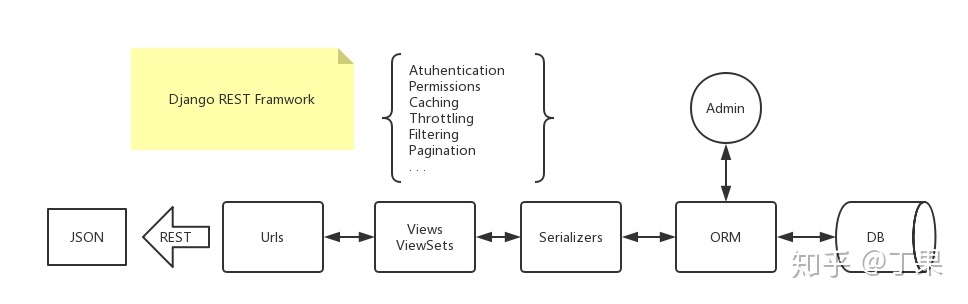 Django REST Framwork
Atuhentication
Permissions
Caching
Throttling
Filtering
Pagination
. . .
Admin
JSON
REST
Urls
Views
ViewSets
Serializers
ORM
DB
知乎 @丁果